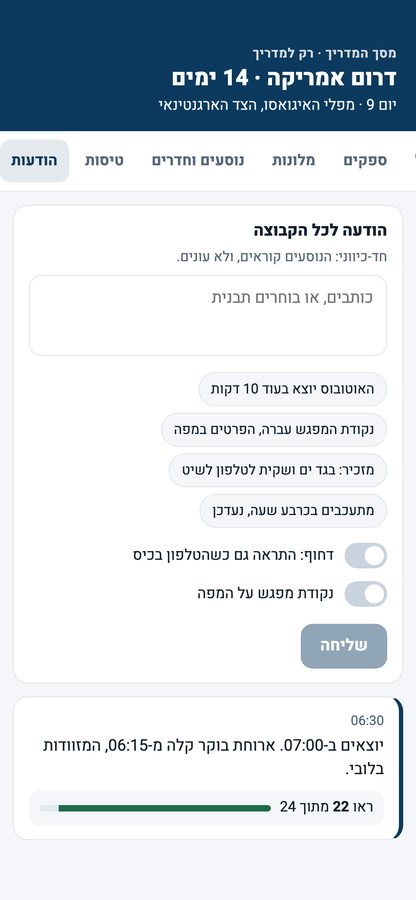 מסך המדריך · רק למדריך
דרום אמריקה · 14 ימים
יום 9 · מפלי האיגואסו, הצד הארגנטינאי
ספקים
מלונות
נוסעים וחדרים
טיסות
הודעות
הודעה לכל הקבוצה
חד-כיווני: הנוסעים קוראים, ולא עונים.
כותבים, או בוחרים תבנית
האוטובוס יוצא בעוד 10 דקות
נקודת המפגש עברה, הפרטים במפה
מזכיר: בגד ים ושקית לטלפון לשיט
מתעכבים בכרבע שעה, נעדכן
דחוף: התראה גם כשהטלפון בכיס
נקודת מפגש על המפה
שליחה
06:30
יוצאים ב-07:00. ארוחת בוקר קלה מ-06:15, המזוודות
בלובי.
ראו 22 מתוך 24